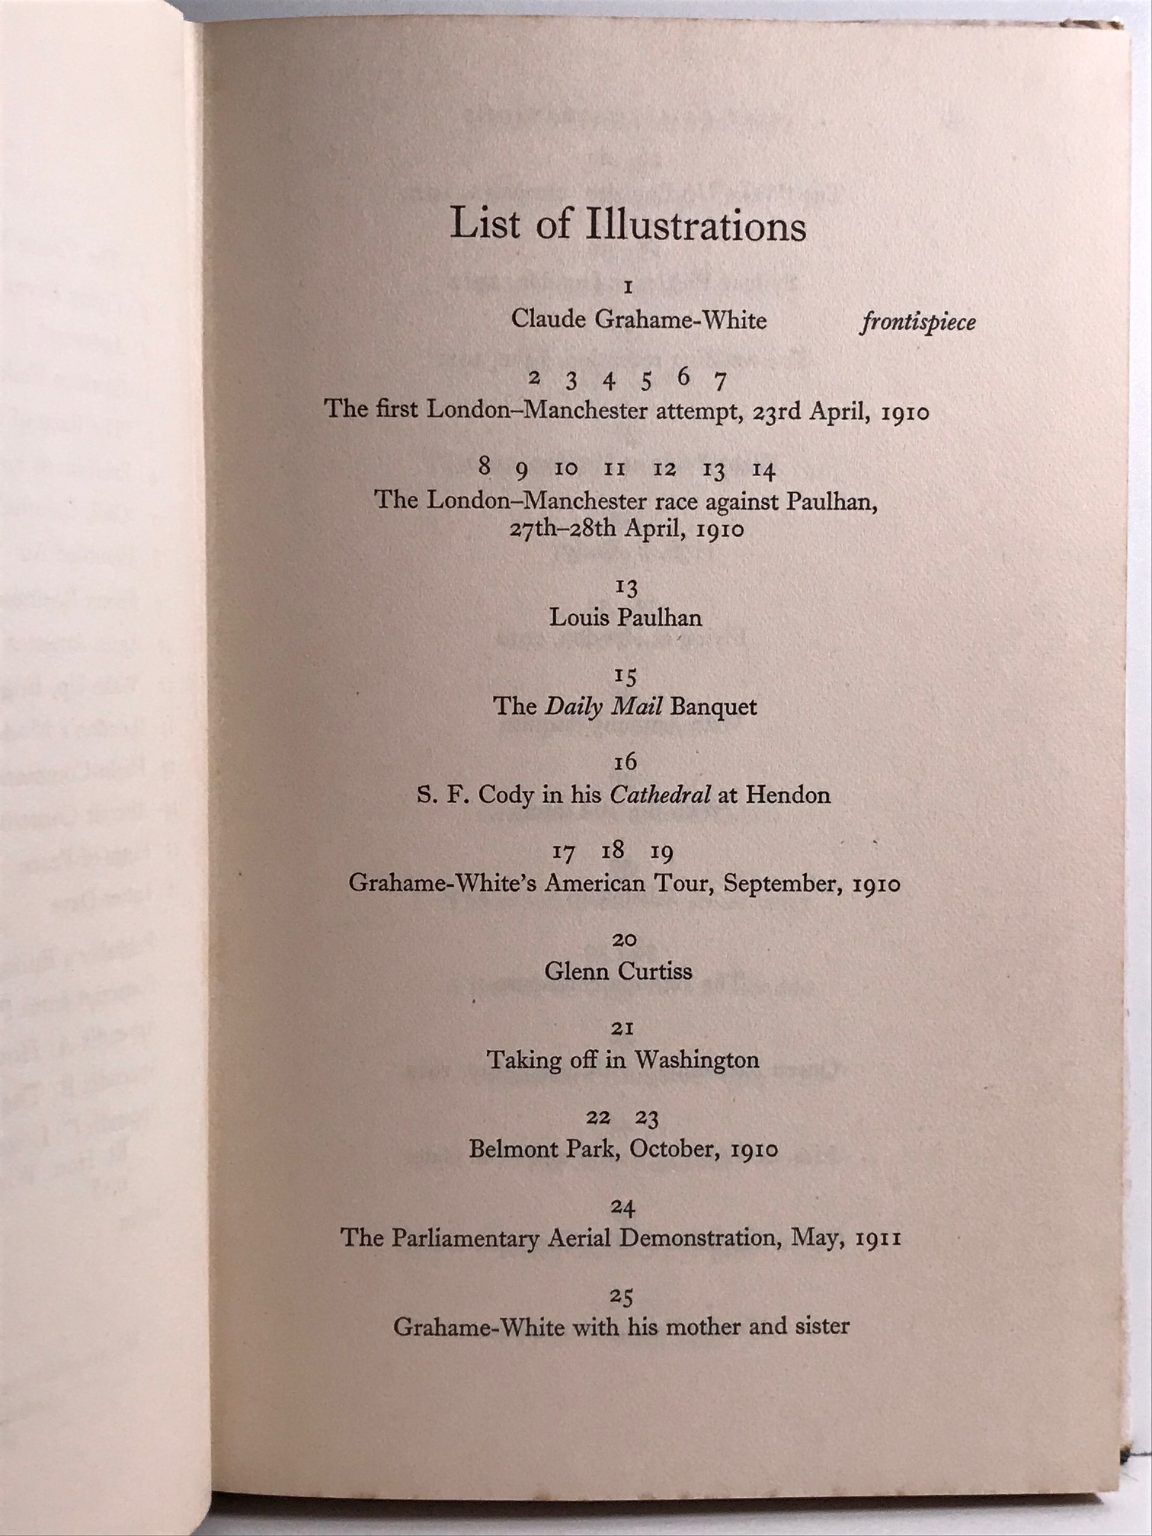 List of Illustrations
1
Claude Grahame-White frontispiece
2 3 4 5 6 7
The first London–Manchester attempt, 23rd April, 1910
8 9 10 11 12 13 14
The London–Manchester race against Paulhan,
27th–28th April, 1910
13
Louis Paulhan
15
The Daily Mail Banquet
16
S. F. Cody in his Cathedral at Hendon
17 18 19
Grahame-White's American Tour, September, 1910
20
Glenn Curtiss
21
Taking off in Washington
22 23
Belmont Park, October, 1910
24
The Parliamentary Aerial Demonstration, May, 1911
25
Grahame-White with his mother and sister